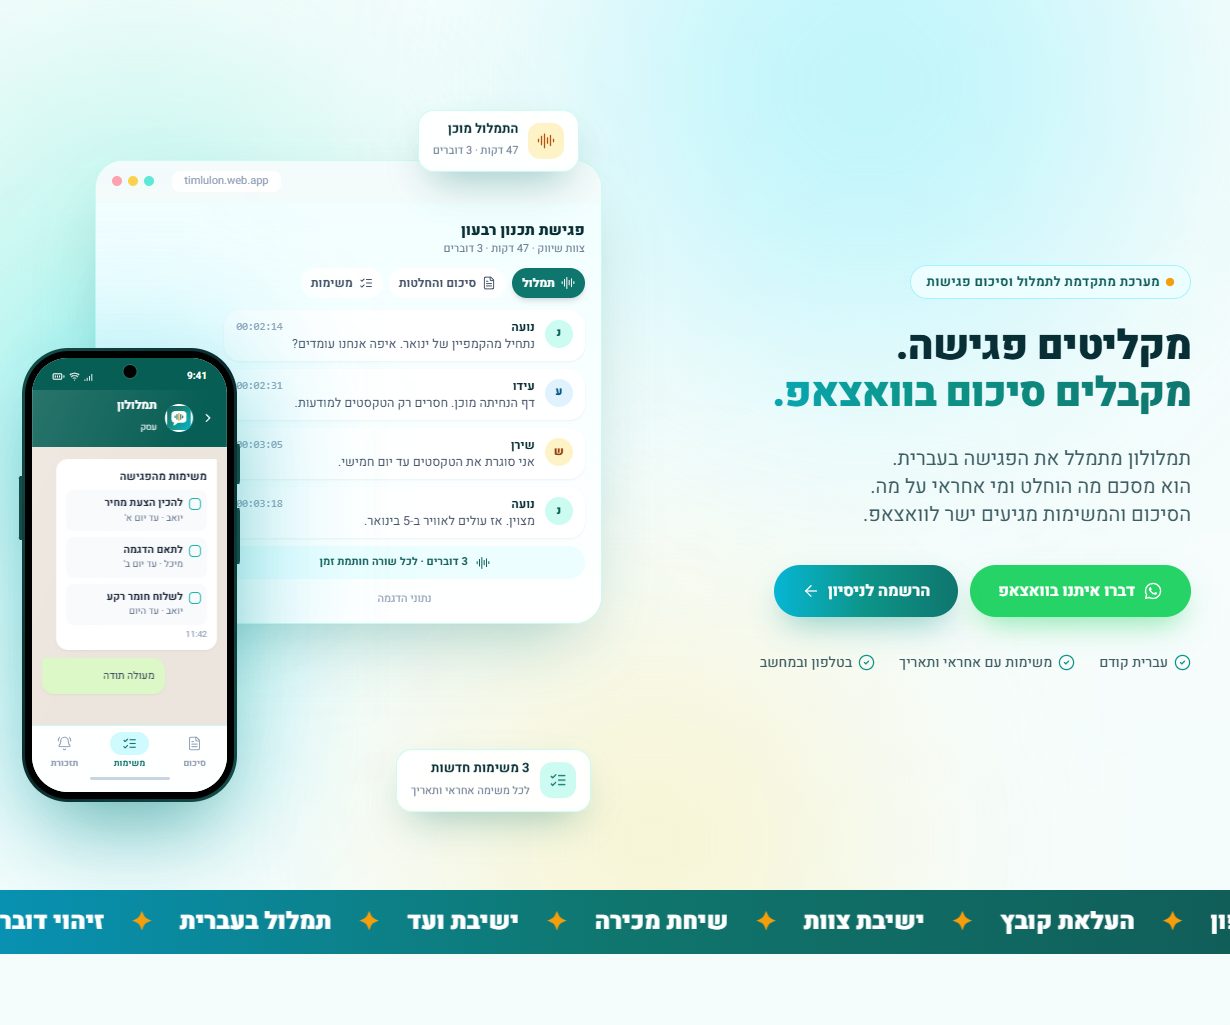 מערכת מתקדמת לתמלול וסיכום פגישות
מקליטים פגישה.
מקבלים סיכום בוואצאפ.
תמלולון מתמלל את הפגישה בעברית.
הוא מסכם מה הוחלט ומי אחראי על מה.
הסיכום והמשימות מגיעים ישר לוואצאפ.
דברו איתנו בוואצאפ
הרשמה לניסיון
עברית קודם
משימות עם אחראי ותאריך
בטלפון ובמחשב
התמלול מוכן
47 דקות · 3 דוברים
timlulon.web.app
פגישת תכנון רבעון
צוות שיווק · 47 דקות · 3 דוברים
תמלול
סיכום והחלטות
משימות
נ
נועה
00:02:14
נתחיל מהקמפיין של ינואר. איפה אנחנו עומדים?
ע
עידו
00:02:31
דף הנחיתה מוכן. חסרים רק הטקסטים למודעות.
ש
שירן
00:03:05
אני סוגרת את הטקסטים עד יום חמישי.
נ
נועה
00:03:18
מצוין. אז עולים לאוויר ב-5 בינואר.
3 דוברים · לכל שורה חותמת זמן
נתוני הדגמה
9:41
תמלולון
עסק
משימות מהפגישה
להכין הצעת מחיר
יואב · עד יום א'
לתאם הדגמה
מיכל · עד יום ב'
לשלוח חומר רקע
יואב · עד היום
11:42
מעולה תודה
סיכום
משימות
תזכורת
3 משימות חדשות
לכל משימה אחראי ותאריך
העלאת קובץ ✦ ישיבת צוות ✦ שיחת מכירה ✦ ישיבת ועד ✦ תמלול בעברית ✦ זיהוי דובר